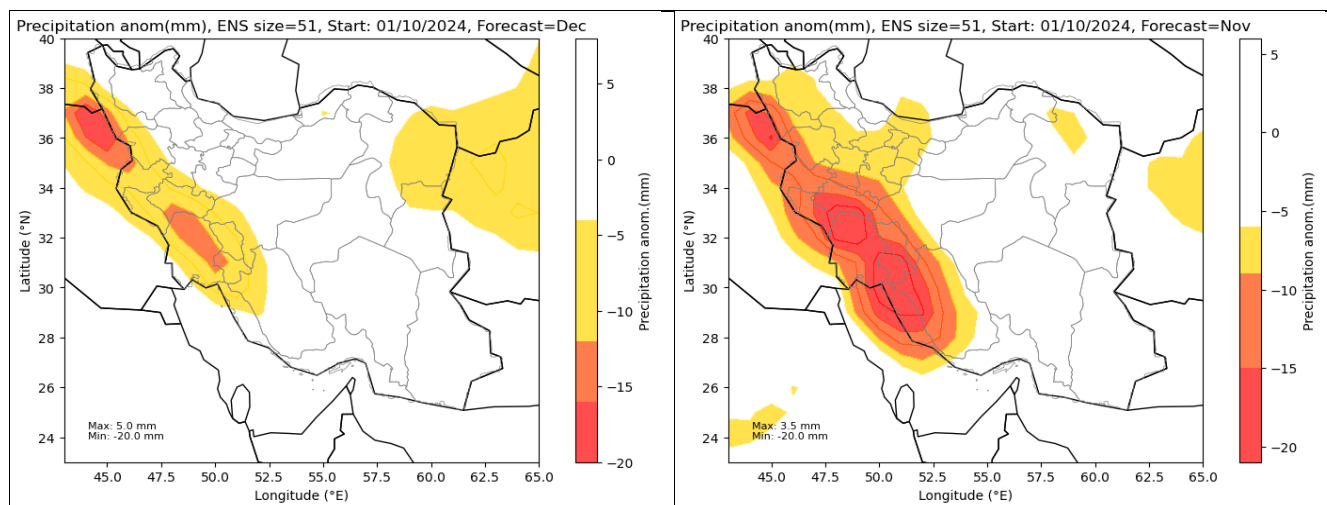 Precipitation anom(mm), ENS size=51, Start: 01/10/2024, Forecast=Dec
40
38
36
34
32
30
28
26
24
Latitude (°N)
Max: 5.0 mm
Min: -20.0 mm
45.0 47.5 50.0 52.5 55.0 57.5 60.0 62.5 65.0
Longitude (°E)
5
0
−5
−10
−15
−20
Precipitation anom.(mm)
Precipitation anom(mm), ENS size=51, Start: 01/10/2024, Forecast=Nov
40
38
36
34
32
30
28
26
24
Latitude (°N)
Max: 3.5 mm
Min: -20.0 mm
45.0 47.5 50.0 52.5 55.0 57.5 60.0 62.5 65.0
Longitude (°E)
5
0
−5
−10
−15
−20
Precipitation anom.(mm)